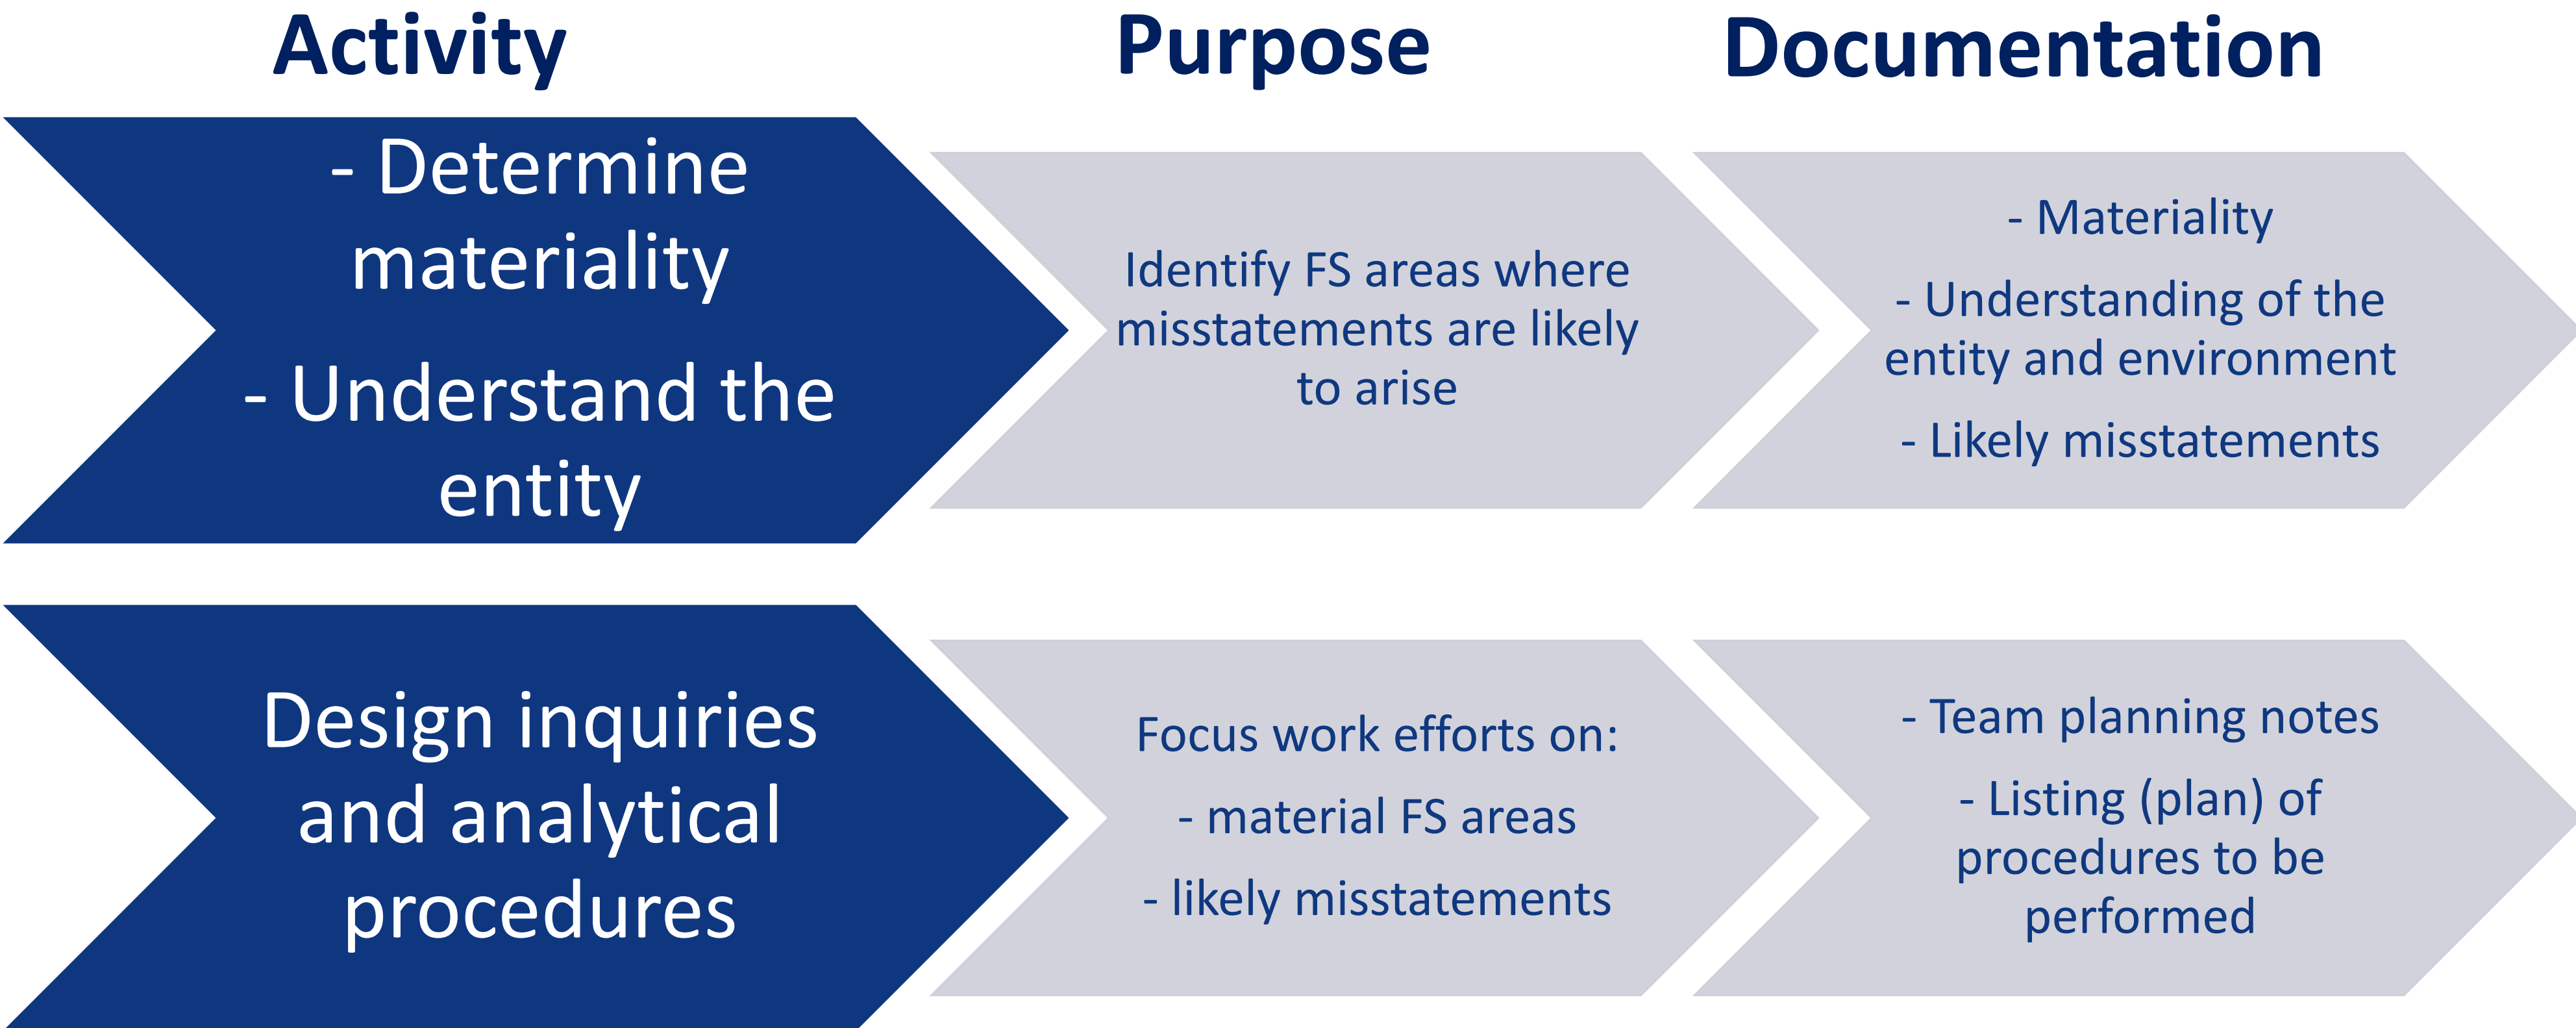 Activity
Purpose
Documentation
- Determine
materiality
- Understand the
entity
Identify FS areas where
misstatements are likely
to arise
- Materiality
- Understanding of the
entity and environment
- Likely misstatements
Design inquiries
and analytical
procedures
Focus work efforts on:
- material FS areas
- likely misstatements
- Team planning notes
- Listing (plan) of
procedures to be
performed